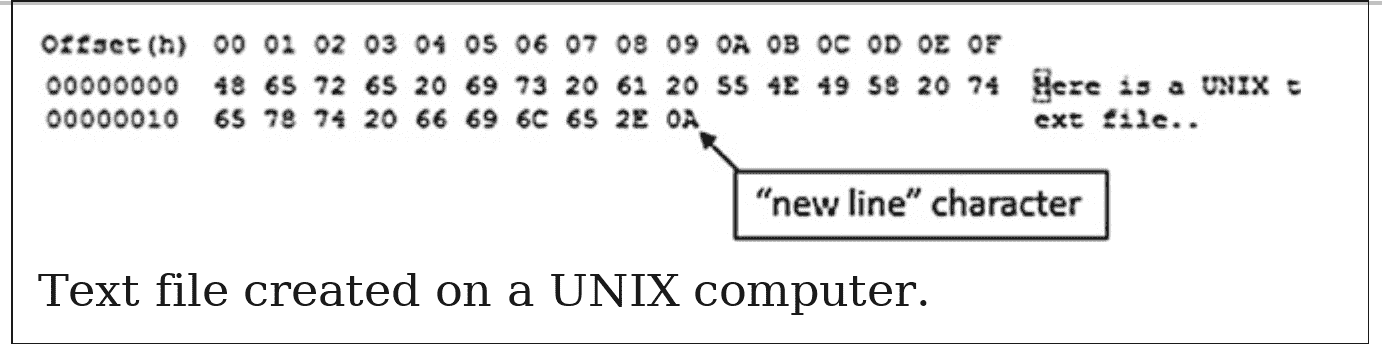 Offset(h) 00 01 02 03 04 05 06 07 08 09 0A 0B 0C 0D 0E 0F
00000000 48 65 72 65 20 69 73 20 61 20 55 4E 49 58 20 74 Here is a UNIX t
00000010 65 78 74 20 66 69 6C 65 2E 0A ext file..
“new line” character
Text file created on a UNIX computer.